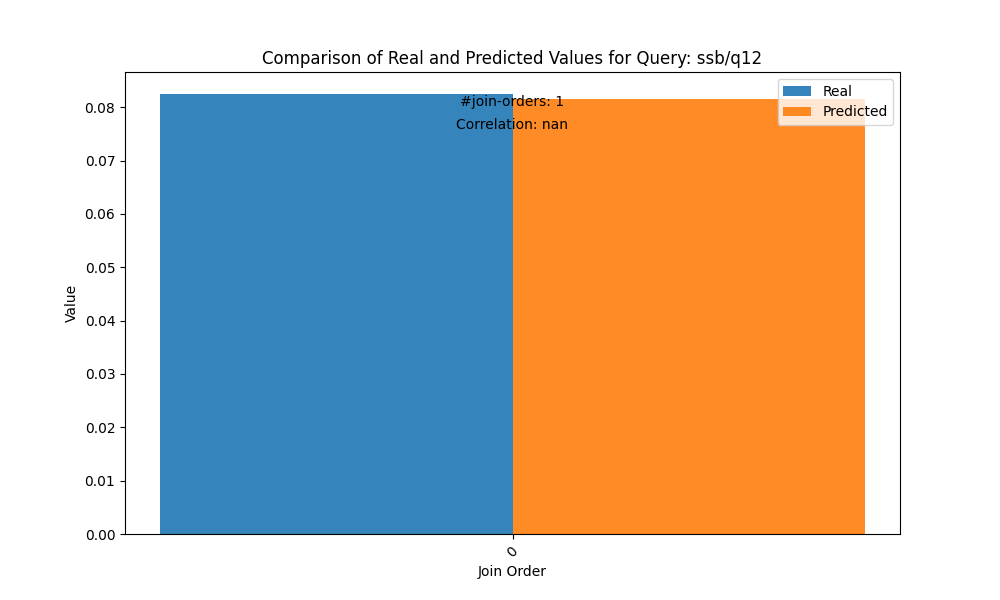 Comparison of Real and Predicted Values for Query: ssb/q12
Real
Predicted
#join-orders: 1
Correlation: nan
0.08
0.07
0.06
0.05
0.04
0.03
0.02
0.01
0.00
Value
0
Join Order